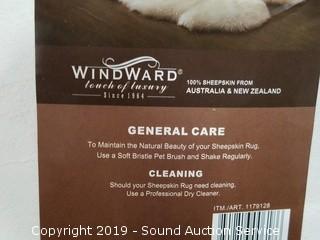 WINDWARD®
touch of luxury
Since 1964
100% SHEEPSKIN FROM
AUSTRALIA & NEW ZEALAND
GENERAL CARE
To Maintain the Natural Beauty of your Sheepskin Rug,
Use a Soft Bristle Pet Brush and Shake Regularly.
CLEANING
Should your Sheepskin Rug need cleaning,
Use a Professional Dry Cleaner.
ITM./ART. 1179128
Copyright 2019 - Sound Auction Service